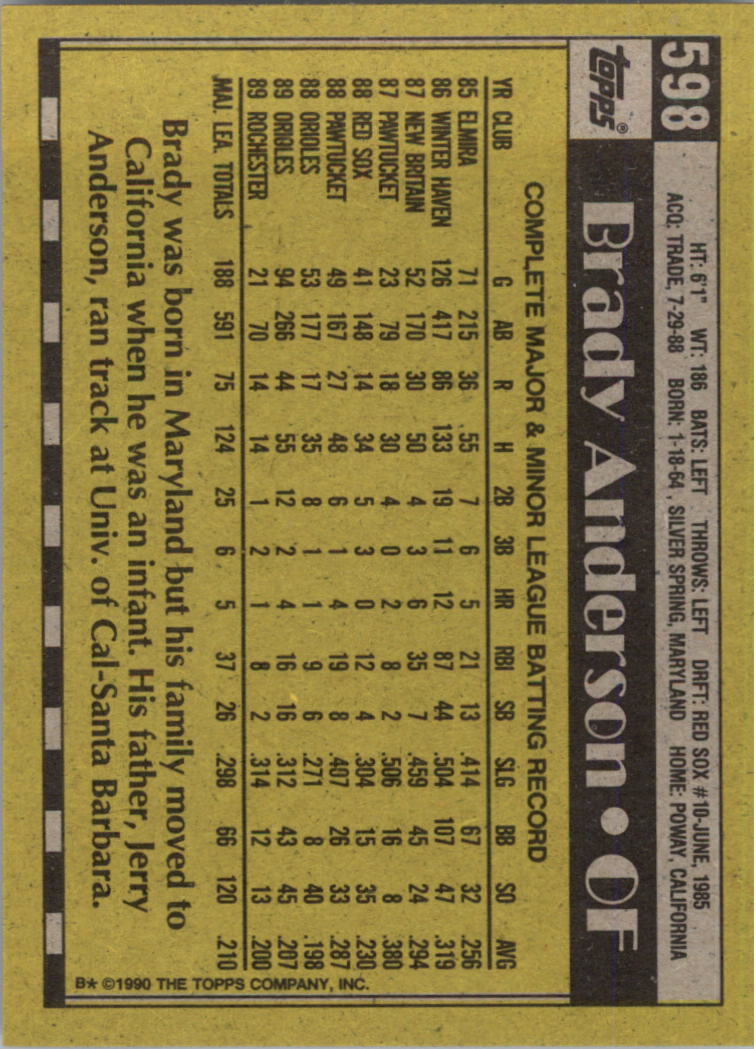 598
HT: 6'1" WT: 186 BATS: LEFT THROWS: LEFT DRFT: RED SOX #10-JUNE, 1985
ACQ: TRADE, 7-29-88 BORN: 1-18-64, SILVER SPRING, MARYLAND HOME: POWAY, CALIFORNIA
topps®
Brady Anderson • OF
COMPLETE MAJOR & MINOR LEAGUE BATTING RECORD
YR CLUB G AB R H 2B 3B HR RBI SB SLG BB SO AVG
85 ELMIRA 71 215 36 55 7 6 5 21 13 .414 67 32 .256
86 WINTER HAVEN 126 417 86 133 19 11 12 87 44 .504 107 47 .319
87 NEW BRITAIN 52 170 30 50 4 3 6 35 7 .459 45 24 .294
87 PAWTUCKET 23 79 18 30 4 0 2 8 2 .506 16 8 .380
88 RED SOX 41 148 14 34 5 3 0 12 4 .304 15 35 .230
88 PAWTUCKET 49 167 27 48 6 1 4 19 8 .407 26 33 .287
88 ORIOLES 53 177 17 35 8 1 1 9 6 .271 8 40 .198
89 ORIOLES 94 266 44 55 12 2 4 16 16 .312 43 45 .207
89 ROCHESTER 21 70 14 14 1 2 1 8 2 .314 12 13 .200
MAJ. LEA. TOTALS 188 591 75 124 25 6 5 37 26 .298 66 120 .210
Brady was born in Maryland but his family moved to
California when he was an infant. His father, Jerry
Anderson, ran track at Univ. of Cal-Santa Barbara.
B* ©1990 THE TOPPS COMPANY, INC.